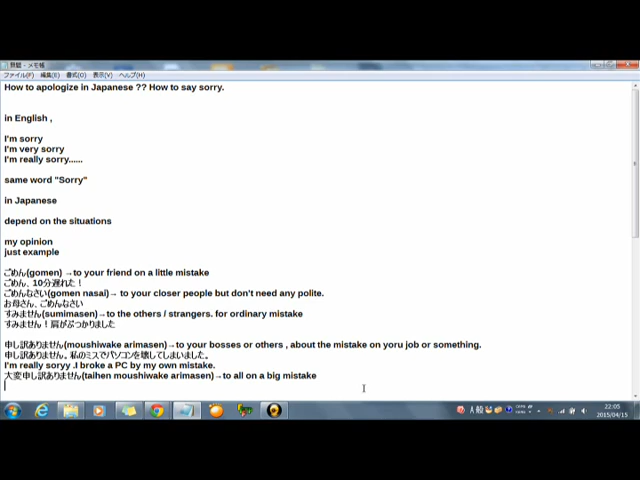 無題 - メモ帳
ファイル(F) 編集(E) 書式(O) 表示(V) ヘルプ(H)
How to apologize in Japanese ?? How to say sorry.
in English ,
I'm sorry
I'm very sorry
I'm really sorry......
same word "Sorry"
in Japanese
depend on the situations
my opinion
just example
ごめん(gomen) →to your friend on a little mistake
ごめん、10分遅れた！
ごめんなさい(gomen nasai)→ to your closer people but don't need any polite.
お母さん、ごめんなさい
すみません(sumimasen)→to the others / strangers. for ordinary mistake
すみません！肩がぶつかりました
申し訳ありません(moushiwake arimasen)→to your bosses or others , about the mistake on yoru job or something.
申し訳ありません。私のミスでパソコンを壊してしまいました。
I'm really soryy .I broke a PC by my own mistake.
大変申し訳ありません(taihen moushiwake arimasen)→to all on a big mistake
A 般
22:05
2015/04/15